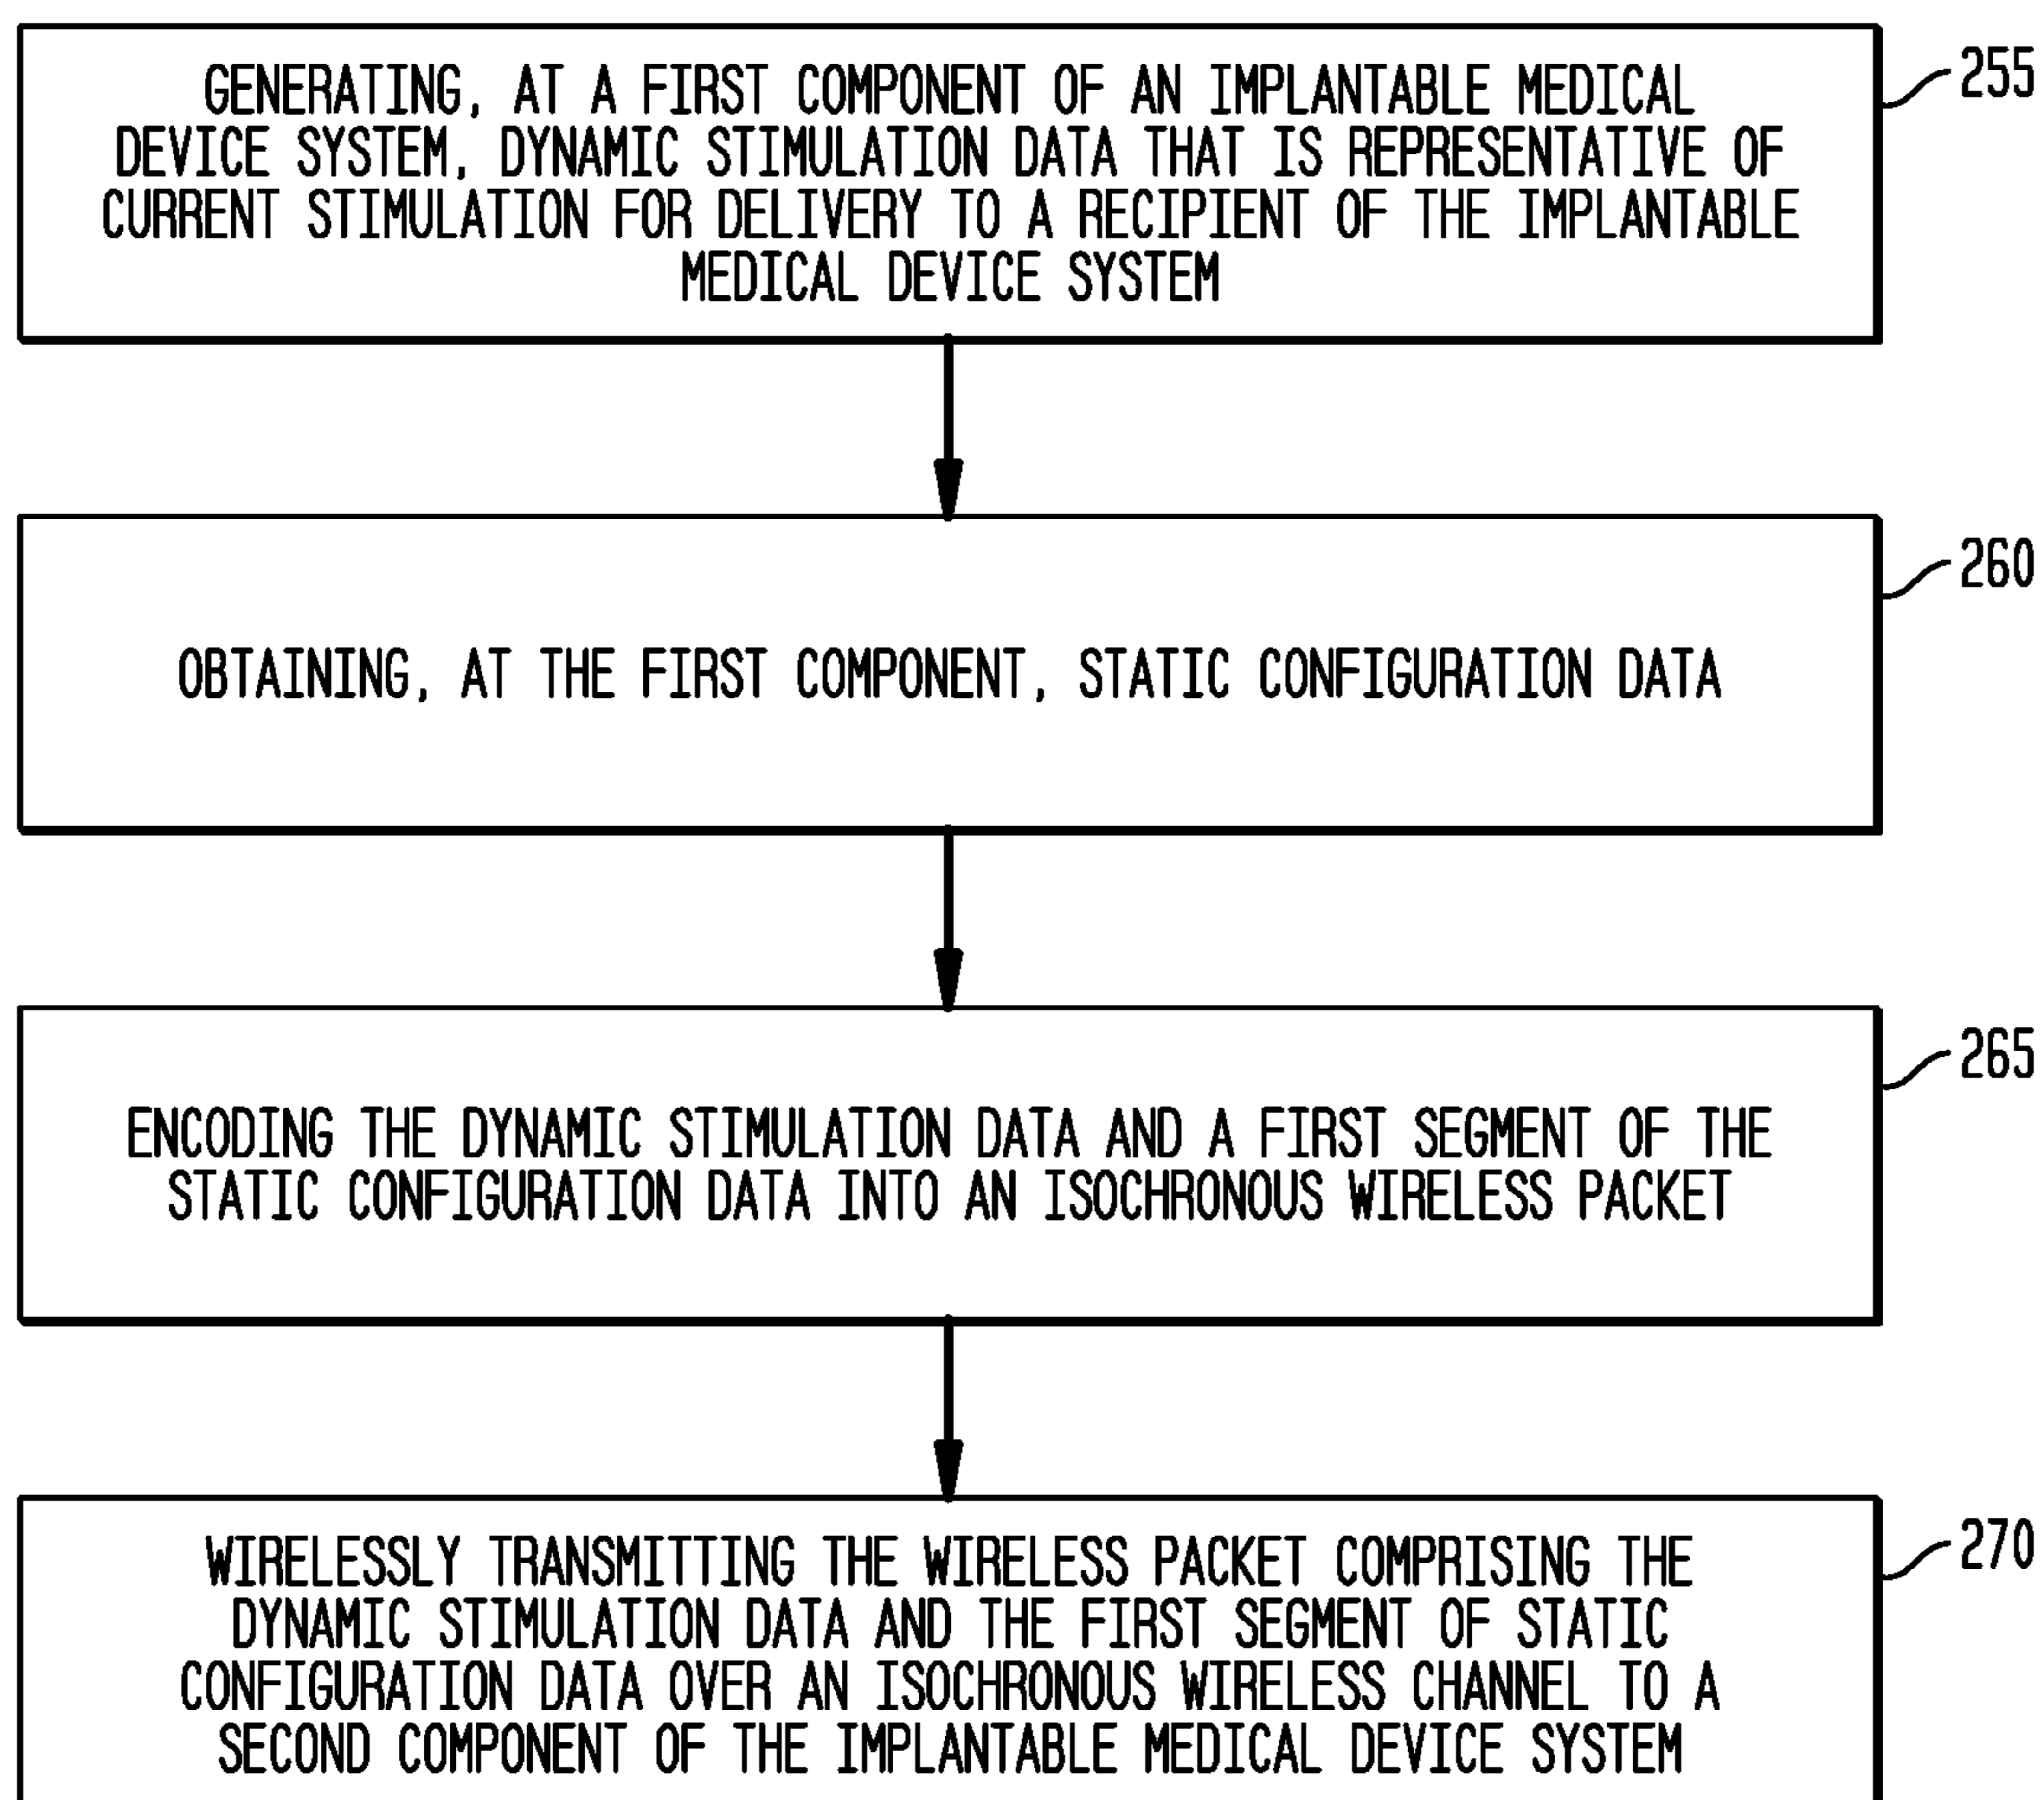 GENERATING, AT A FIRST COMPONENT OF AN IMPLANTABLE MEDICAL
DEVICE SYSTEM, DYNAMIC STIMULATION DATA THAT IS REPRESENTATIVE OF
CURRENT STIMULATION FOR DELIVERY TO A RECIPIENT OF THE IMPLANTABLE
MEDICAL DEVICE SYSTEM
255
OBTAINING, AT THE FIRST COMPONENT, STATIC CONFIGURATION DATA
260
ENCODING THE DYNAMIC STIMULATION DATA AND A FIRST SEGMENT OF THE
STATIC CONFIGURATION DATA INTO AN ISOCHRONOUS WIRELESS PACKET
265
WIRELESSLY TRANSMITTING THE WIRELESS PACKET COMPRISING THE
DYNAMIC STIMULATION DATA AND THE FIRST SEGMENT OF STATIC
CONFIGURATION DATA OVER AN ISOCHRONOUS WIRELESS CHANNEL TO A
SECOND COMPONENT OF THE IMPLANTABLE MEDICAL DEVICE SYSTEM
270